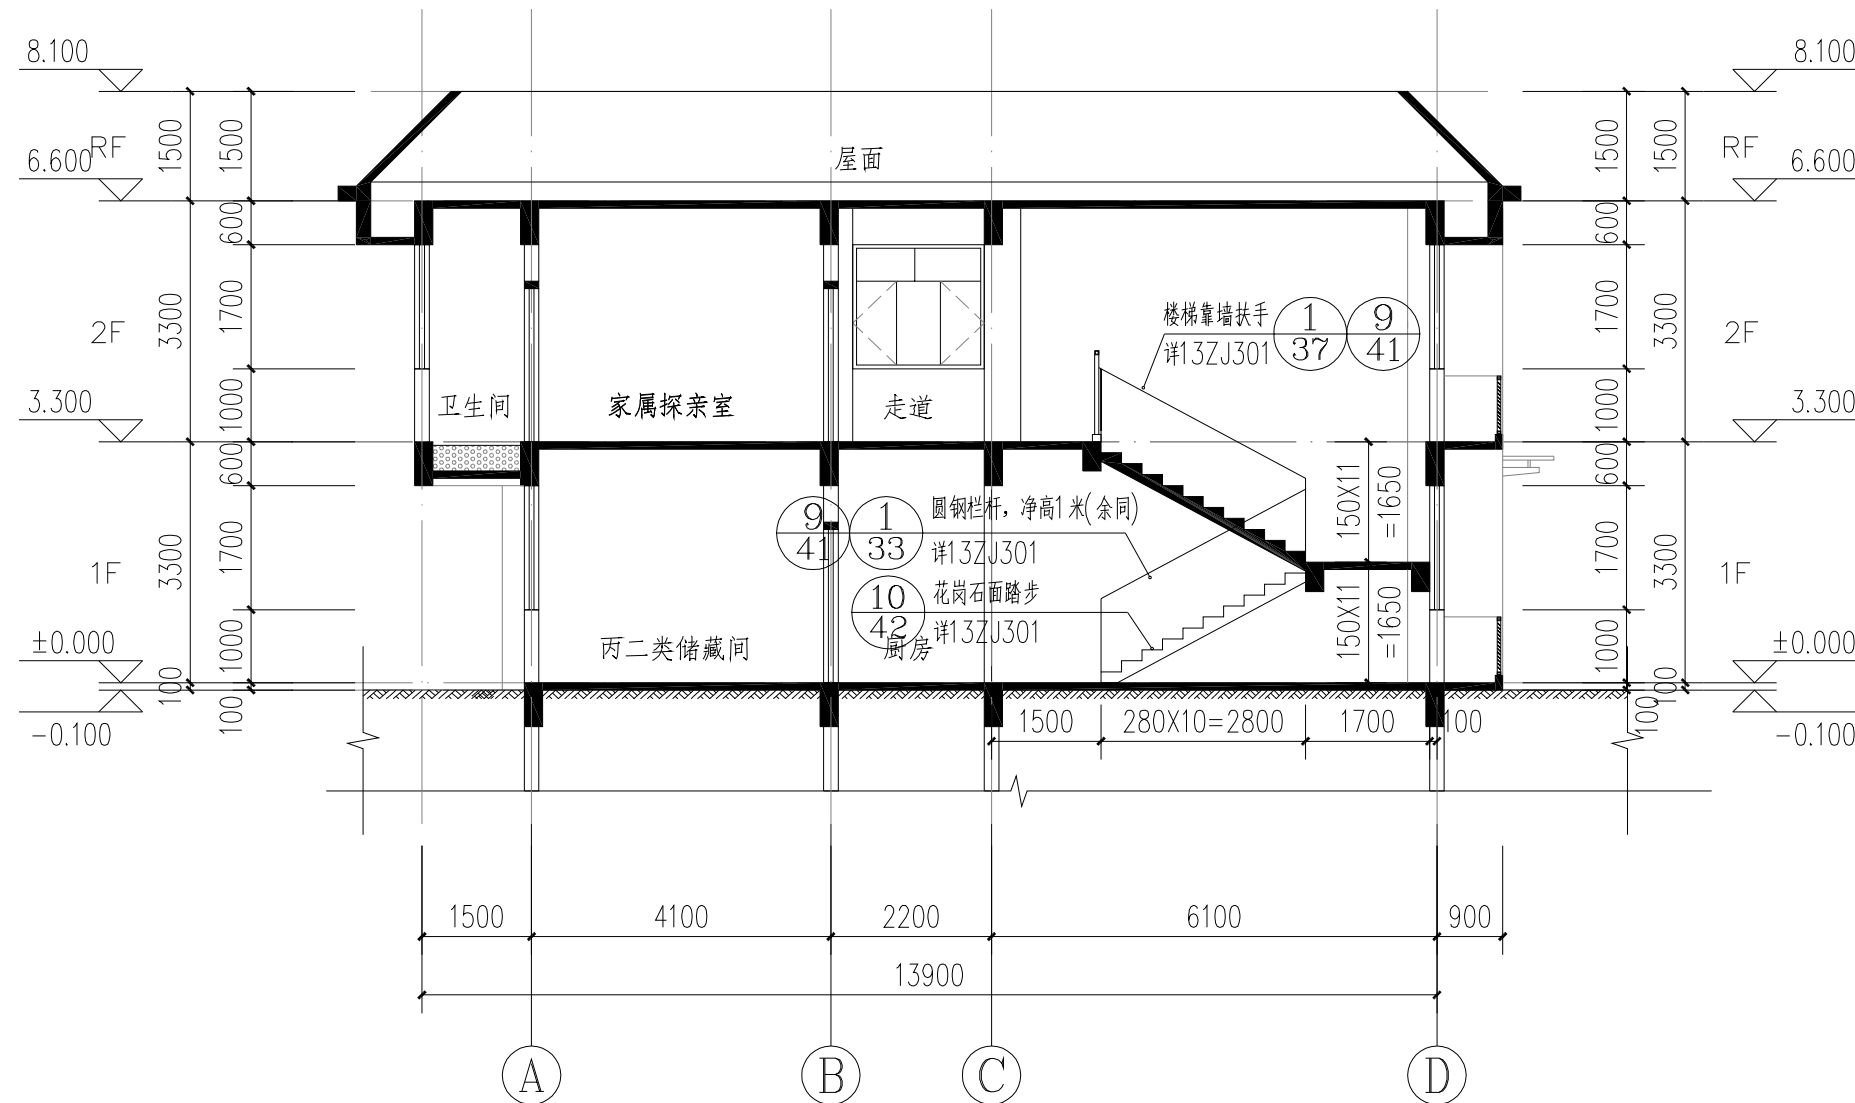 8.100
8.100
1500
1500
RF
6.600
屋面
1500
1500
RF
6.600
600
600
1700
3300
2F
楼梯靠墙扶手
详13ZJ301
1
37
9
41
1700
3300
2F
3.300
1000
卫生间
家属探亲室
走道
1000
3.300
600
600
150X11
=1650
9
41
1
33
圆钢栏杆，净高1米(余同)
详13ZJ301
1700
3300
1F
1700
3300
1F
10
42
花岗石面踏步
详13ZJ301
150X11
=1650
±0.000
1000
丙二类储藏间
厨房
1000
±0.000
100
100
-0.100
1500
280X10=2800
1700
100
100
100
-0.100
1500
4100
2200
6100
900
13900
A
B
C
D